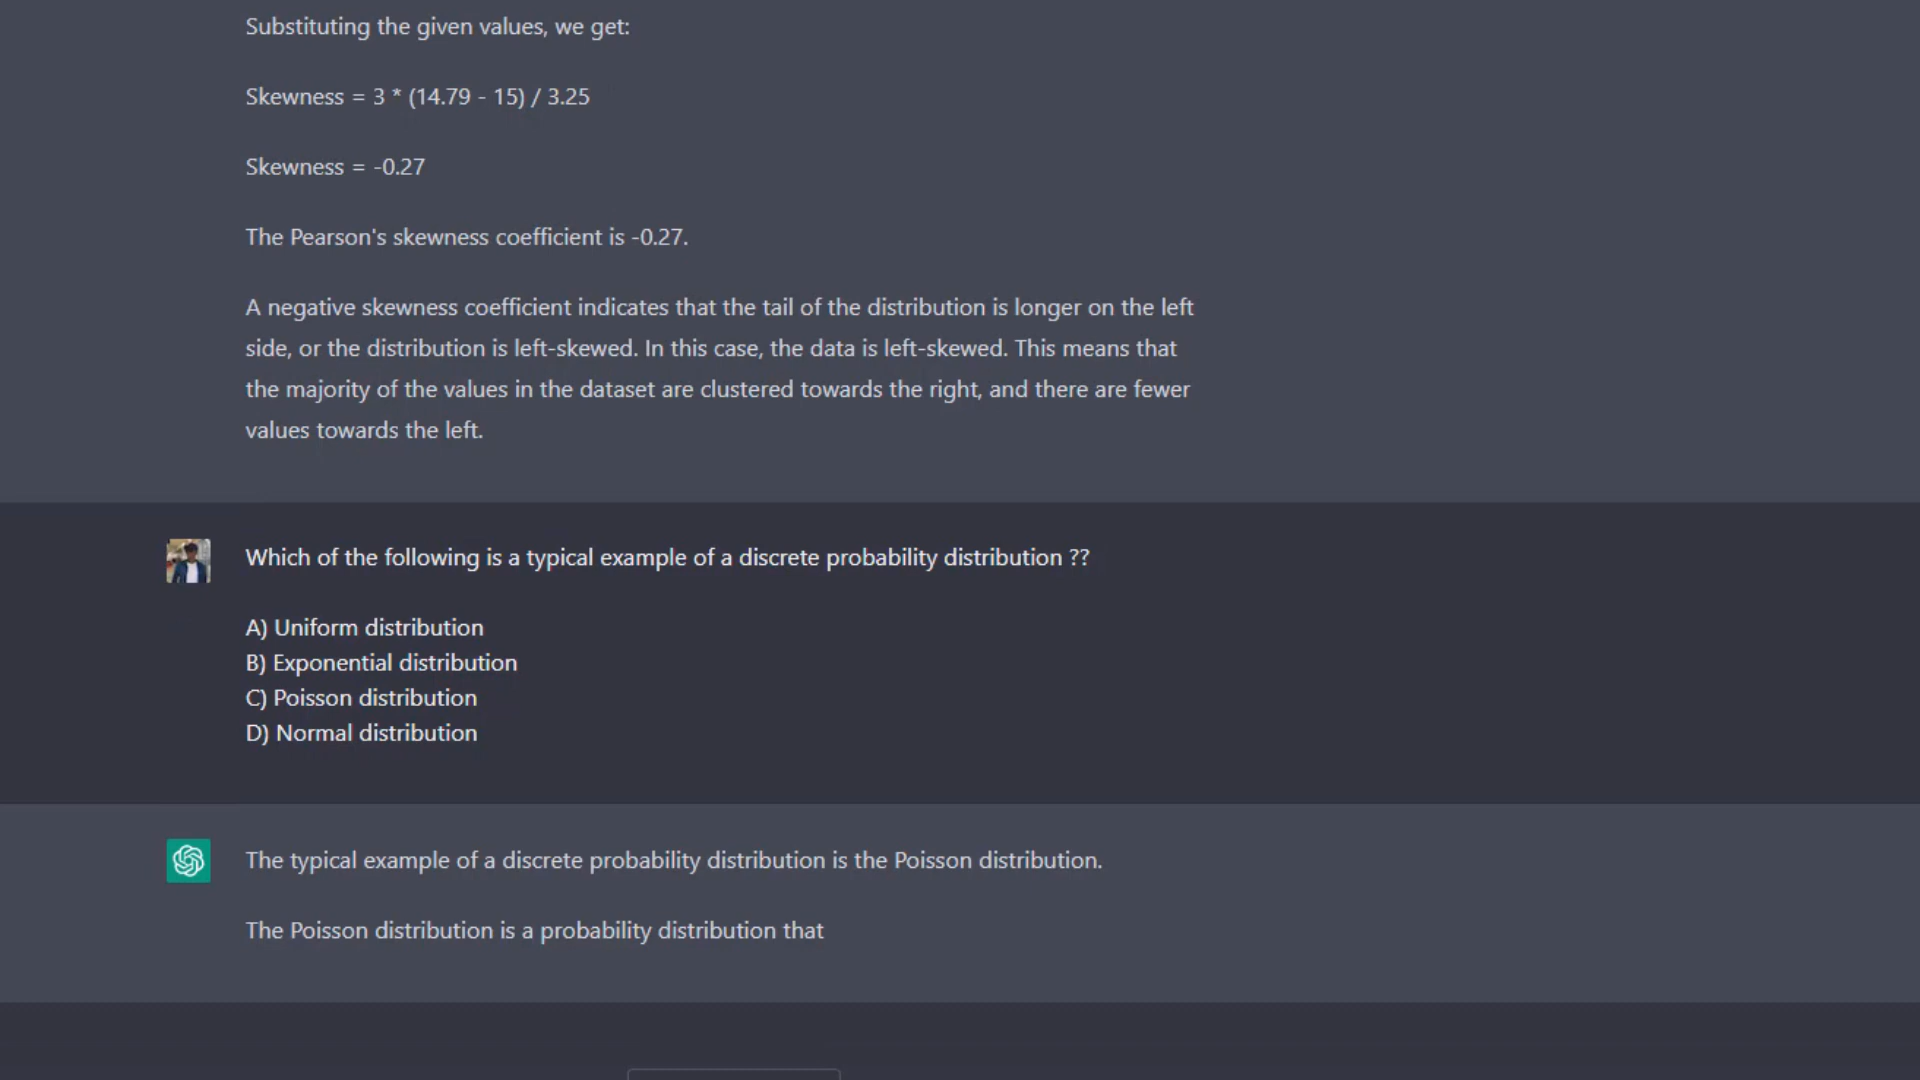 Substituting the given values, we get:
Skewness = 3 * (14.79 - 15) / 3.25
Skewness = -0.27
The Pearson's skewness coefficient is -0.27.
A negative skewness coefficient indicates that the tail of the distribution is longer on the left
side, or the distribution is left-skewed. In this case, the data is left-skewed. This means that
the majority of the values in the dataset are clustered towards the right, and there are fewer
values towards the left.
Which of the following is a typical example of a discrete probability distribution ??
A) Uniform distribution
B) Exponential distribution
C) Poisson distribution
D) Normal distribution
The typical example of a discrete probability distribution is the Poisson distribution.
The Poisson distribution is a probability distribution that